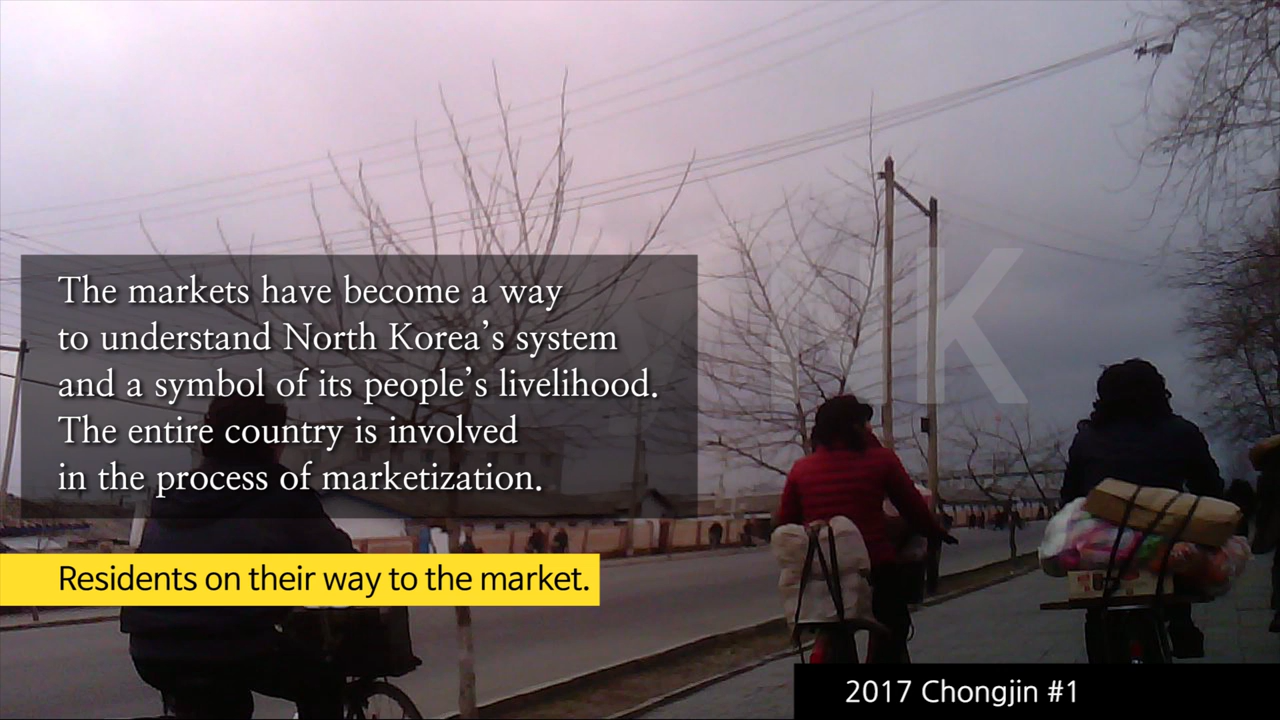 The markets have become a way
to understand North Korea's system
and a symbol of its people's livelihood.
The entire country is involved
in the process of marketization.
Residents on their way to the market.
2017 Chongjin #1